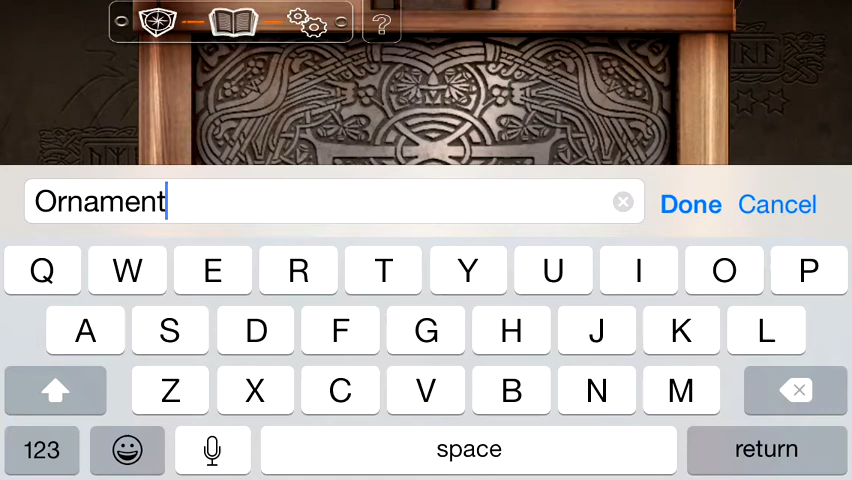 ?
Ornament
Done Cancel
Q W E R T Y U I O P
A S D F G H J K L
Z X C V B N M
123 space return